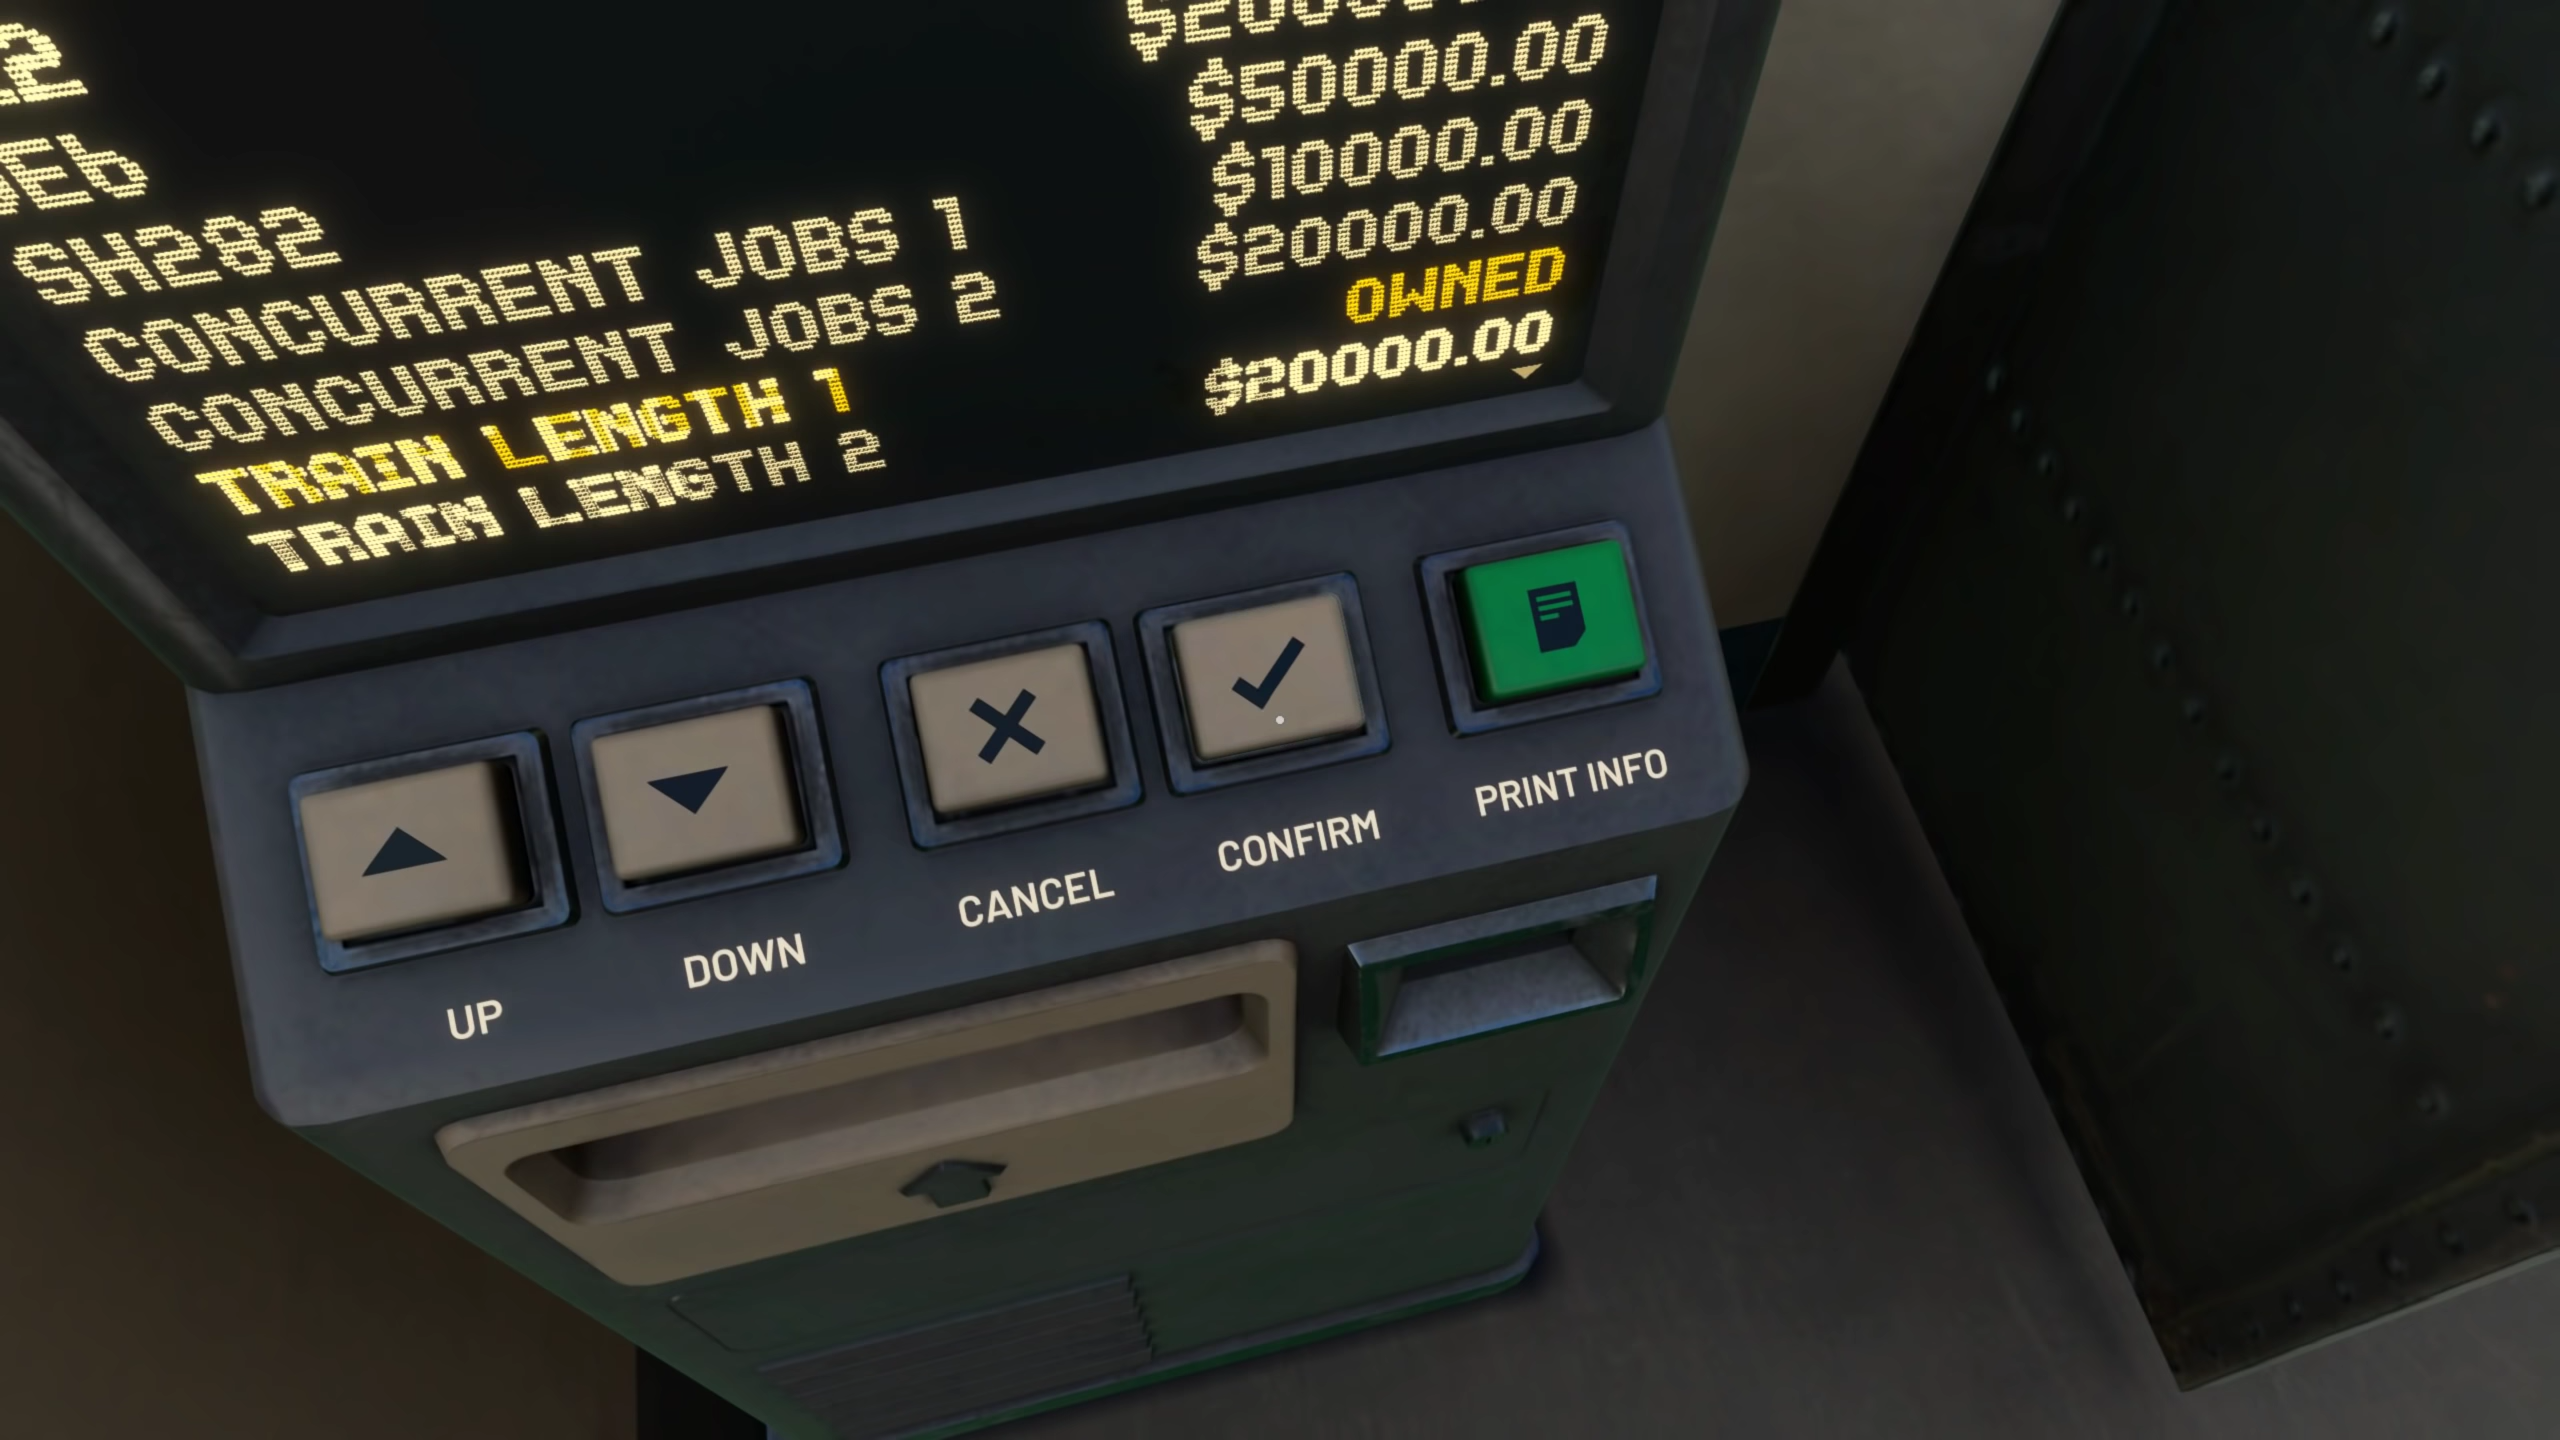 SH282 $50000.00
CONCURRENT JOBS 1 $10000.00
CONCURRENT JOBS 2 $20000.00
TRAIN LENGTH 1 OWNED
TRAIN LENGTH 2 $20000.00
UP
DOWN
CANCEL
CONFIRM
PRINT INFO